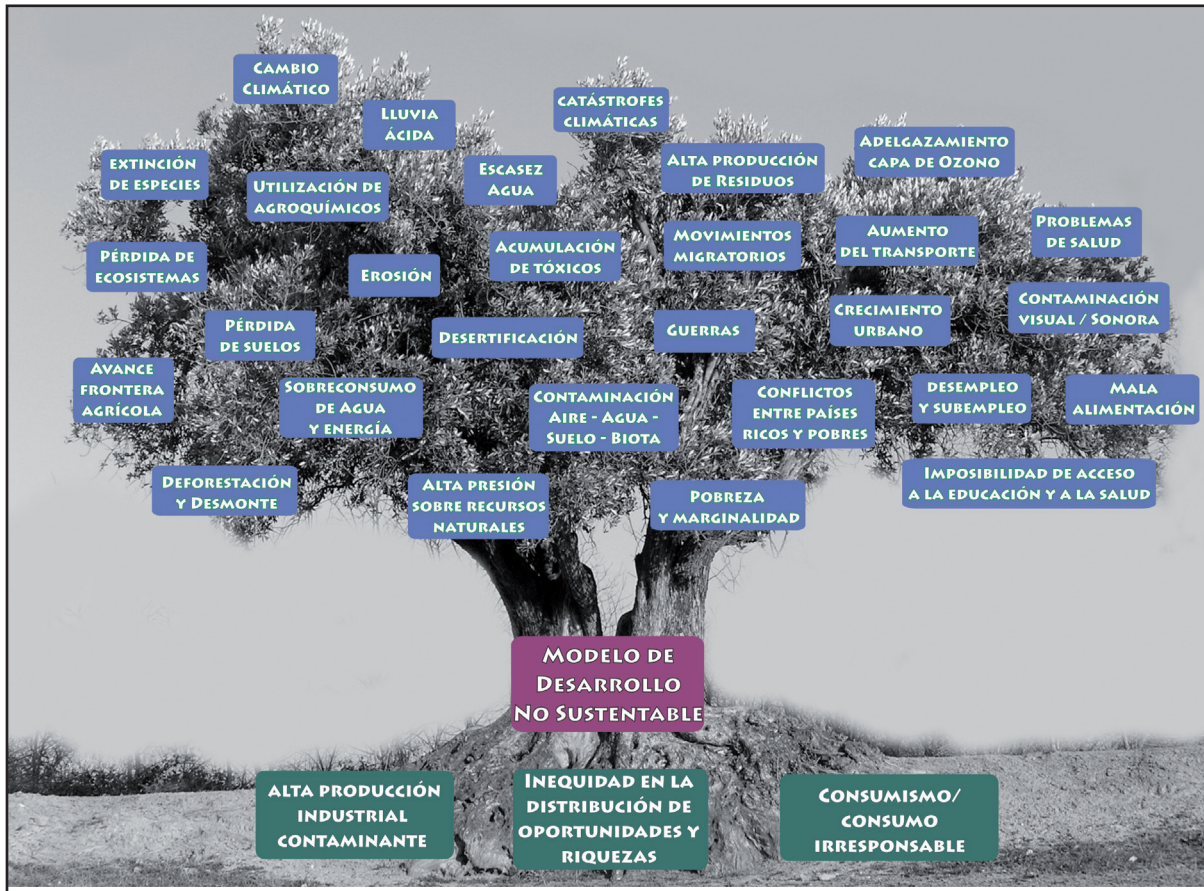 Cambio
Climático
Lluvia
Ácida
catástrofes
climáticas
Adelgazamiento
capa de Ozono
extinción
de especies
Utilización de
agroquímicos
Escasez
Agua
Alta producción
de Residuos
Pérdida de
ecosistemas
Erosión
Acumulación
de tóxicos
Movimientos
migratorios
Aumento
del transporte
Problemas
de salud
Pérdida
de suelos
Desertificación
Guerras
Crecimiento
urbano
Contaminación
visual / Sonora
Avance
frontera
agrícola
Sobreconsumo
de Agua
y energía
Contaminación
Aire - Agua -
Suelo - Biota
Conflictos
entre países
ricos y pobres
desempleo
y subempleo
Mala
alimentación
Deforestación
y Desmonte
Alta presión
sobre recursos
naturales
Pobreza
y marginalidad
Imposibilidad de acceso
a la educación y a la salud
Modelo de
Desarrollo
No Sustentable
alta producción
industrial
contaminante
Inequidad en la
distribución de
oportunidades y
riquezas
Consumismo/
consumo
irresponsable